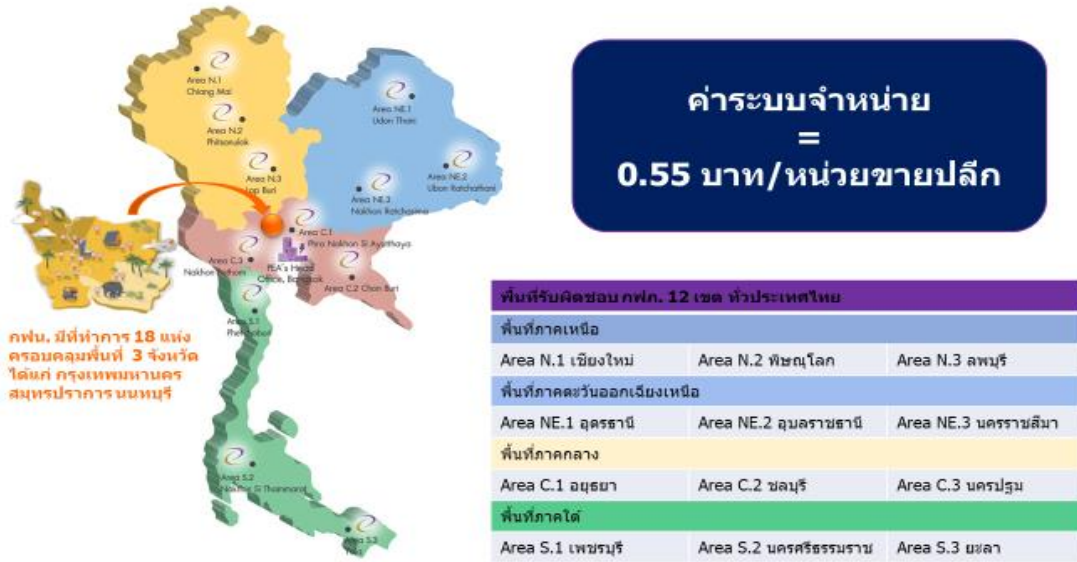 Area N.1
Chiang Mai
Area N.2
Phitsanulok
Area N.3
Lop Buri
Area NE.1
Udon Thani
Area NE.2
Ubon Ratchathani
Area NE.3
Nakhon Ratchasima
Area C.1
Phra Nakhon Si Ayutthaya
Area C.3
Nakhon Pathom
PEA's Head
Office, Bangkok
Area C.2 Chon Buri
Area S.1
Phetchaburi
Area S.2
Nakhon Si Thammarat
Area S.3
กฟน. มีที่ทำการ 18 แห่ง
ครอบคลุมพื้นที่ 3 จังหวัด
ได้แก่ กรุงเทพมหานคร
สมุทรปราการ นนทบุรี
ค่าระบบจำหน่าย
=
0.55 บาท/หน่วยขายปลีก
พื้นที่รับผิดชอบ กฟภ. 12 เขต ทั่วประเทศไทย
พื้นที่ภาคเหนือ
Area N.1 เชียงใหม่ Area N.2 พิษณุโลก Area N.3 ลพบุรี
พื้นที่ภาคตะวันออกเฉียงเหนือ
Area NE.1 อุดรธานี Area NE.2 อุบลราชธานี Area NE.3 นครราชสีมา
พื้นที่ภาคกลาง
Area C.1 อยุธยา Area C.2 ชลบุรี Area C.3 นครปฐม
พื้นที่ภาคใต้
Area S.1 เพชรบุรี Area S.2 นครศรีธรรมราช Area S.3 ยะลา